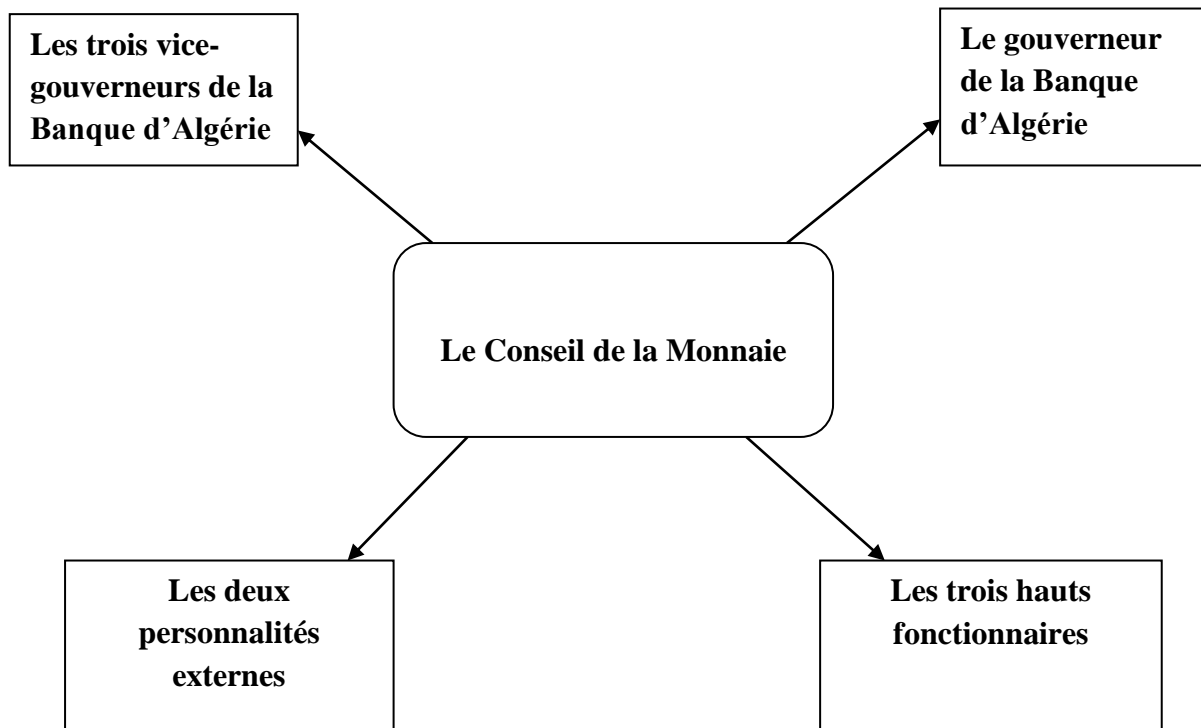 Les trois vice-
gouverneurs de la
Banque d’Algérie
Le gouverneur
de la Banque
d’Algérie
Le Conseil de la Monnaie
Les deux
personnalités
externes
Les trois hauts
fonctionnaires